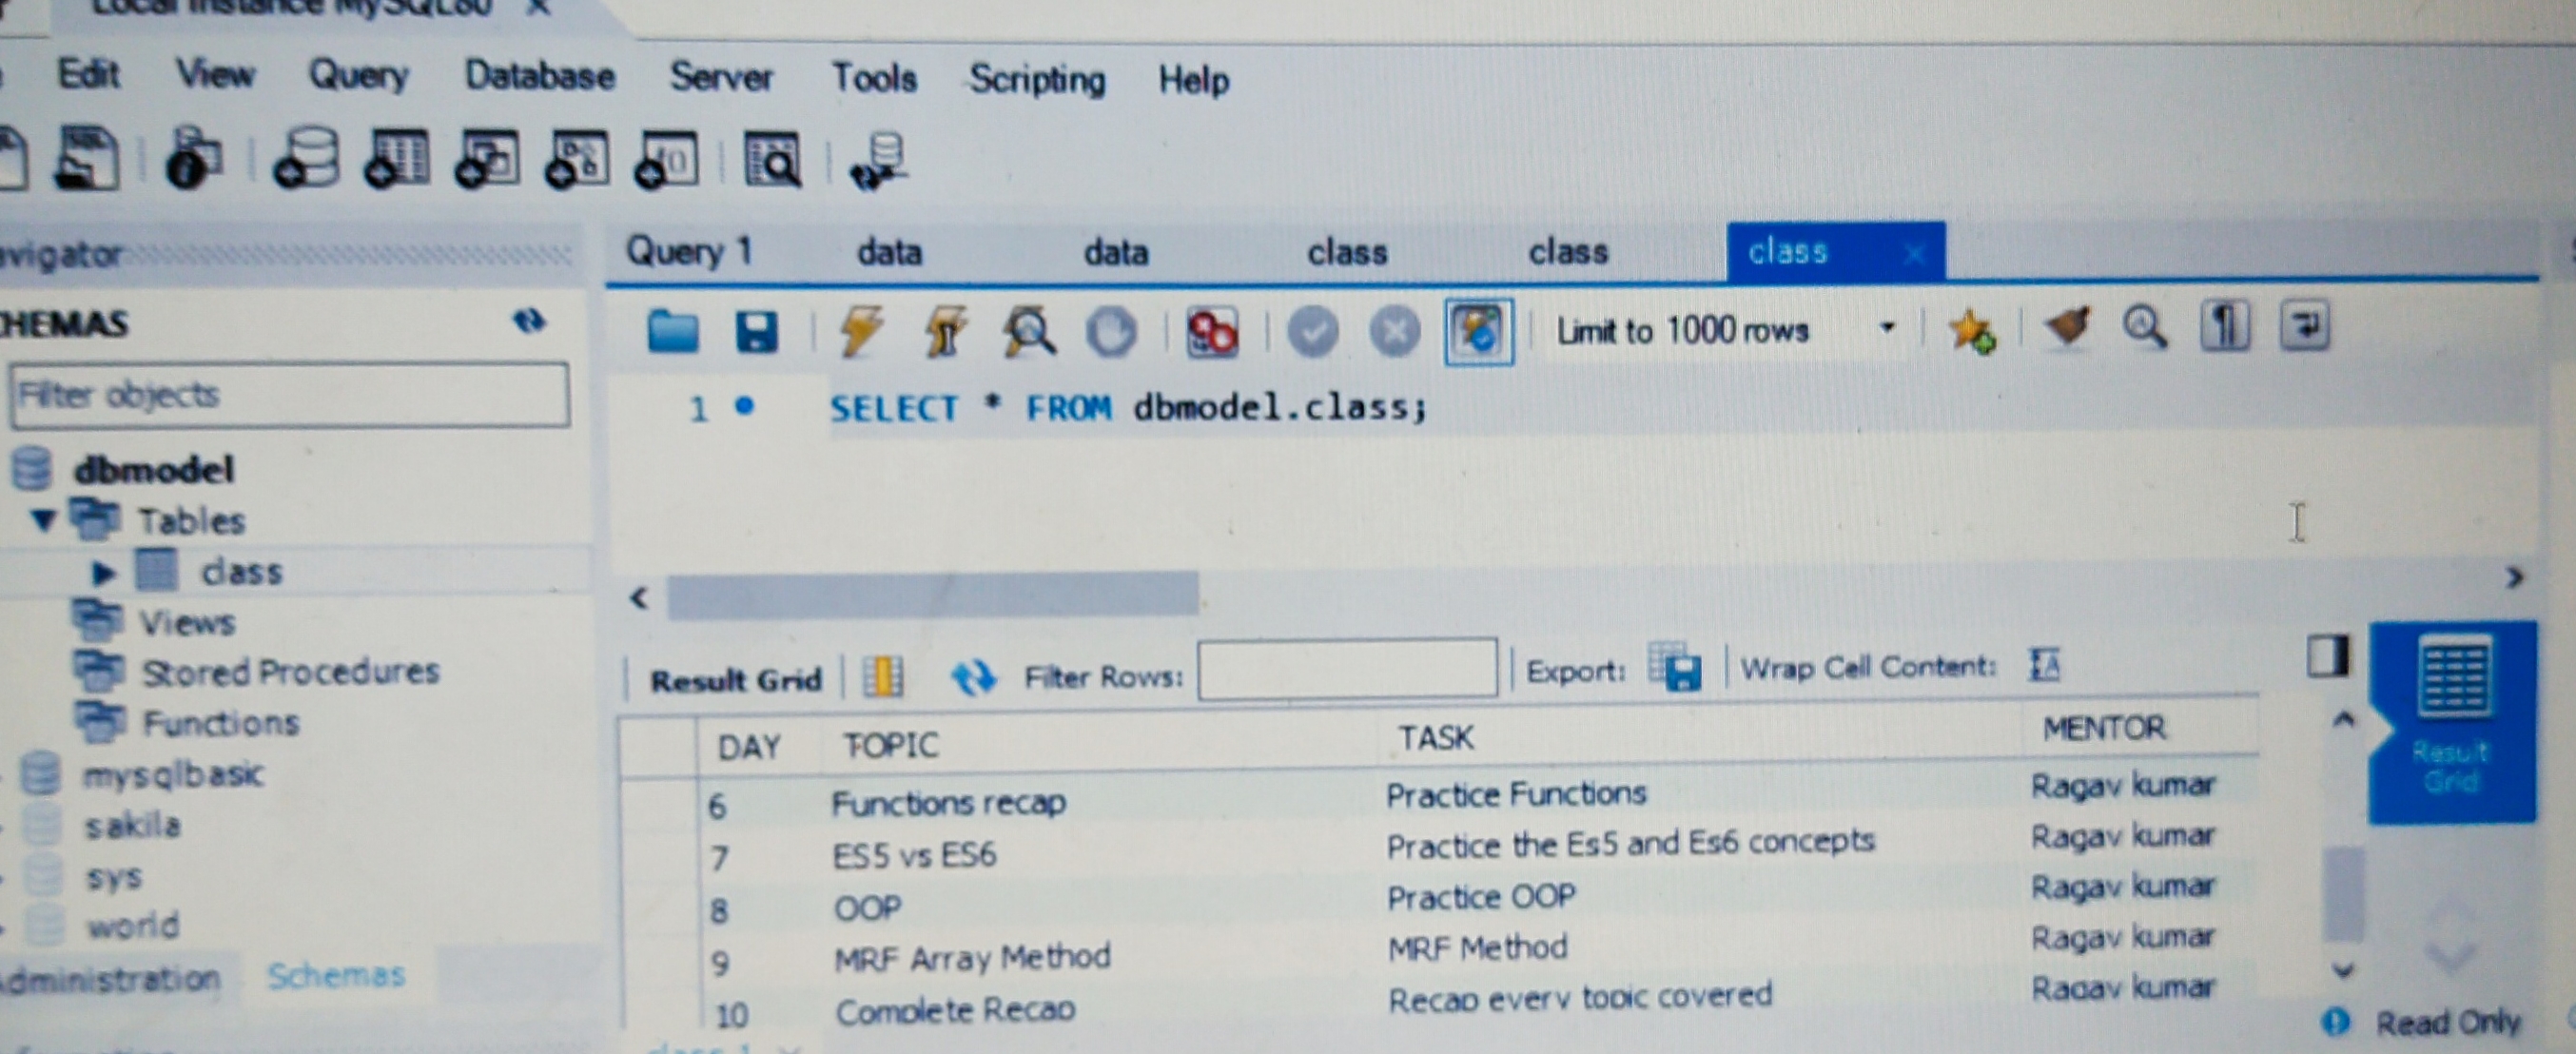 Local instance MySQL80 x
Edit View Query Database Server Tools Scripting Help
Query 1 data data class class class
Limit to 1000 rows
Filter objects
1 SELECT * FROM dbmodel.class;
dbmodel
Tables
class
Views
Stored Procedures
Functions
mysqlbasic
sakila
sys
world
Schemas
Result Grid Filter Rows: Export: Wrap Cell Content:
DAY TOPIC TASK MENTOR
6 Functions recap Practice Functions Ragav kumar
7 ES5 vs ES6 Practice the Es5 and Es6 concepts Ragav kumar
8 OOP Practice OOP Ragav kumar
9 MRF Array Method MRF Method Ragav kumar
10 Complete Recap Recap every topic covered Ragav kumar
Result
Grid
Read Only